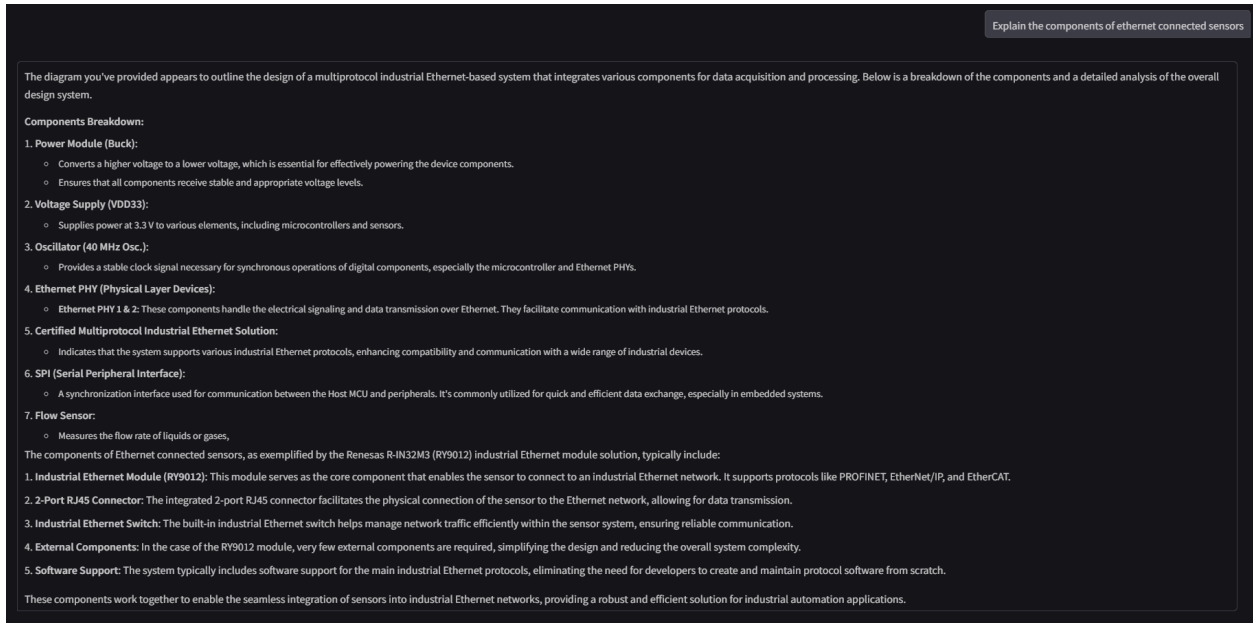 Explain the components of ethernet connected sensors
The diagram you've provided appears to outline the design of a multiprotocol industrial Ethernet-based system that integrates various components for data acquisition and processing. Below is a breakdown of the components and a detailed analysis of the overall
design system.
Components Breakdown:
1. Power Module (Buck):
Converts a higher voltage to a lower voltage, which is essential for effectively powering the device components.
Ensures that all components receive stable and appropriate voltage levels.
2. Voltage Supply (VDD33):
Supplies power at 3.3 V to various elements, including microcontrollers and sensors.
3. Oscillator (40 MHz Osc.):
Provides a stable clock signal necessary for synchronous operations of digital components, especially the microcontroller and Ethernet PHYs.
4. Ethernet PHY (Physical Layer Devices):
Ethernet PHY 1 & 2: These components handle the electrical signaling and data transmission over Ethernet. They facilitate communication with industrial Ethernet protocols.
5. Certified Multiprotocol Industrial Ethernet Solution:
Indicates that the system supports various industrial Ethernet protocols, enhancing compatibility and communication with a wide range of industrial devices.
6. SPI (Serial Peripheral Interface):
A synchronization interface used for communication between the Host MCU and peripherals. It's commonly utilized for quick and efficient data exchange, especially in embedded systems.
7. Flow Sensor:
Measures the flow rate of liquids or gases,
The components of Ethernet connected sensors, as exemplified by the Renesas R-IN32M3 (RY9012) industrial Ethernet module solution, typically include:
1. Industrial Ethernet Module (RY9012): This module serves as the core component that enables the sensor to connect to an industrial Ethernet network. It supports protocols like PROFINET, EtherNet/IP, and EtherCAT.
2. 2-Port RJ45 Connector: The integrated 2-port RJ45 connector facilitates the physical connection of the sensor to the Ethernet network, allowing for data transmission.
3. Industrial Ethernet Switch: The built-in industrial Ethernet switch helps manage network traffic efficiently within the sensor system, ensuring reliable communication.
4. External Components: In the case of the RY9012 module, very few external components are required, simplifying the design and reducing the overall system complexity.
5. Software Support: The system typically includes software support for the main industrial Ethernet protocols, eliminating the need for developers to create and maintain protocol software from scratch.
These components work together to enable the seamless integration of sensors into industrial Ethernet networks, providing a robust and efficient solution for industrial automation applications.